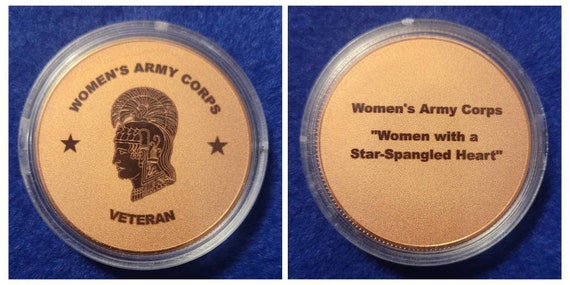 WOMEN'S ARMY CORPS
VETERAN
Women's Army Corps
"Women with a
Star-Spangled Heart"